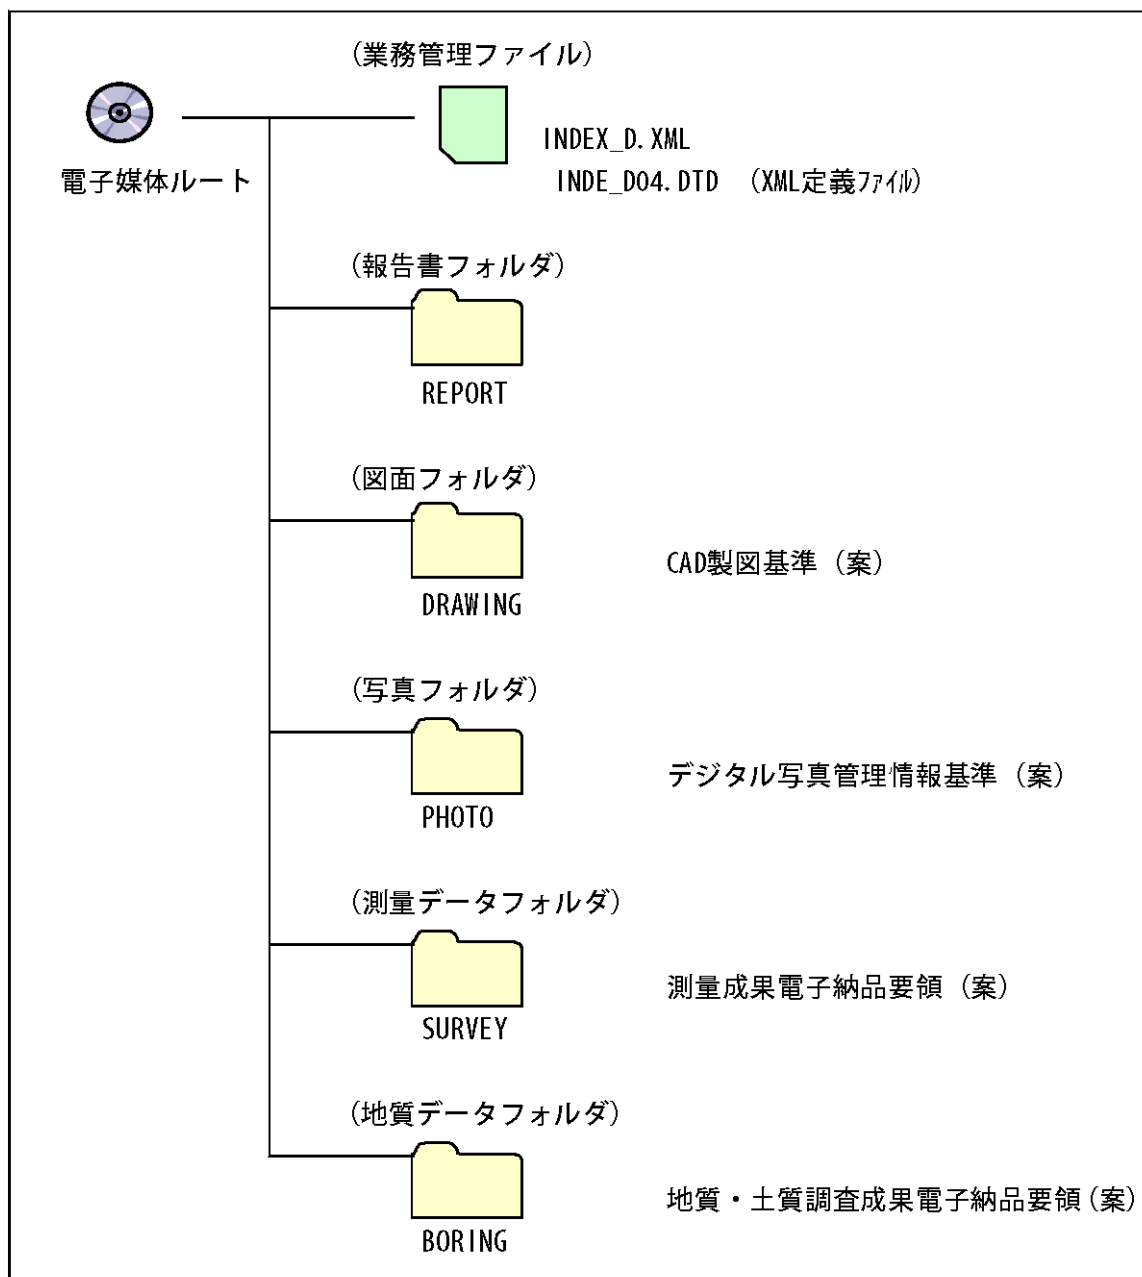 (業務管理ファイル)
INDEX_D.XML
電子媒体ルート
INDE_D04.DTD (XML定義ファイル)
(報告書フォルダ)
REPORT
(図面フォルダ)
CAD製図基準(案)
DRAWING
(写真フォルダ)
デジタル写真管理情報基準(案)
PHOTO
(測量データフォルダ)
測量成果電子納品要領(案)
SURVEY
(地質データフォルダ)
地質・土質調査成果電子納品要領(案)
BORING